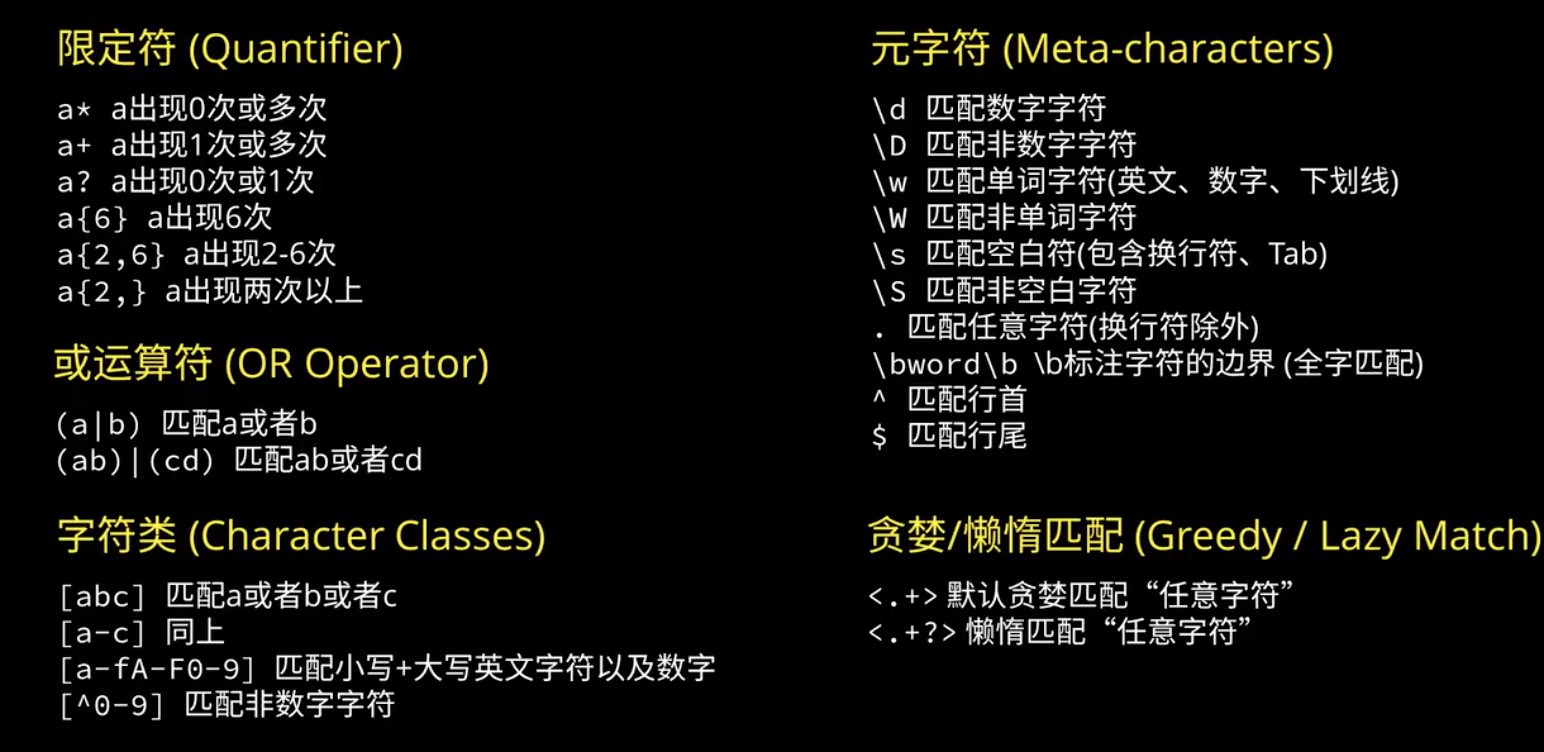 限定符 (Quantifier)
a* a出现0次或多次
a+ a出现1次或多次
a? a出现0次或1次
a{6} a出现6次
a{2,6} a出现2-6次
a{2,} a出现两次以上
或运算符 (OR Operator)
(a|b) 匹配a或者b
(ab)|(cd) 匹配ab或者cd
字符类 (Character Classes)
[abc] 匹配a或者b或者c
[a-c] 同上
[a-fA-F0-9] 匹配小写+大写英文字符以及数字
[^0-9] 匹配非数字字符
元字符 (Meta-characters)
\d 匹配数字字符
\D 匹配非数字字符
\w 匹配单词字符(英文、数字、下划线)
\W 匹配非单词字符
\s 匹配空白符(包含换行符、Tab)
\S 匹配非空白字符
. 匹配任意字符(换行符除外)
\bword\b \b标注字符的边界 (全字匹配)
^ 匹配行首
$ 匹配行尾
贪婪/懒惰匹配 (Greedy / Lazy Match)
<.+> 默认贪婪匹配“任意字符”
<.+?> 懒惰匹配“任意字符”